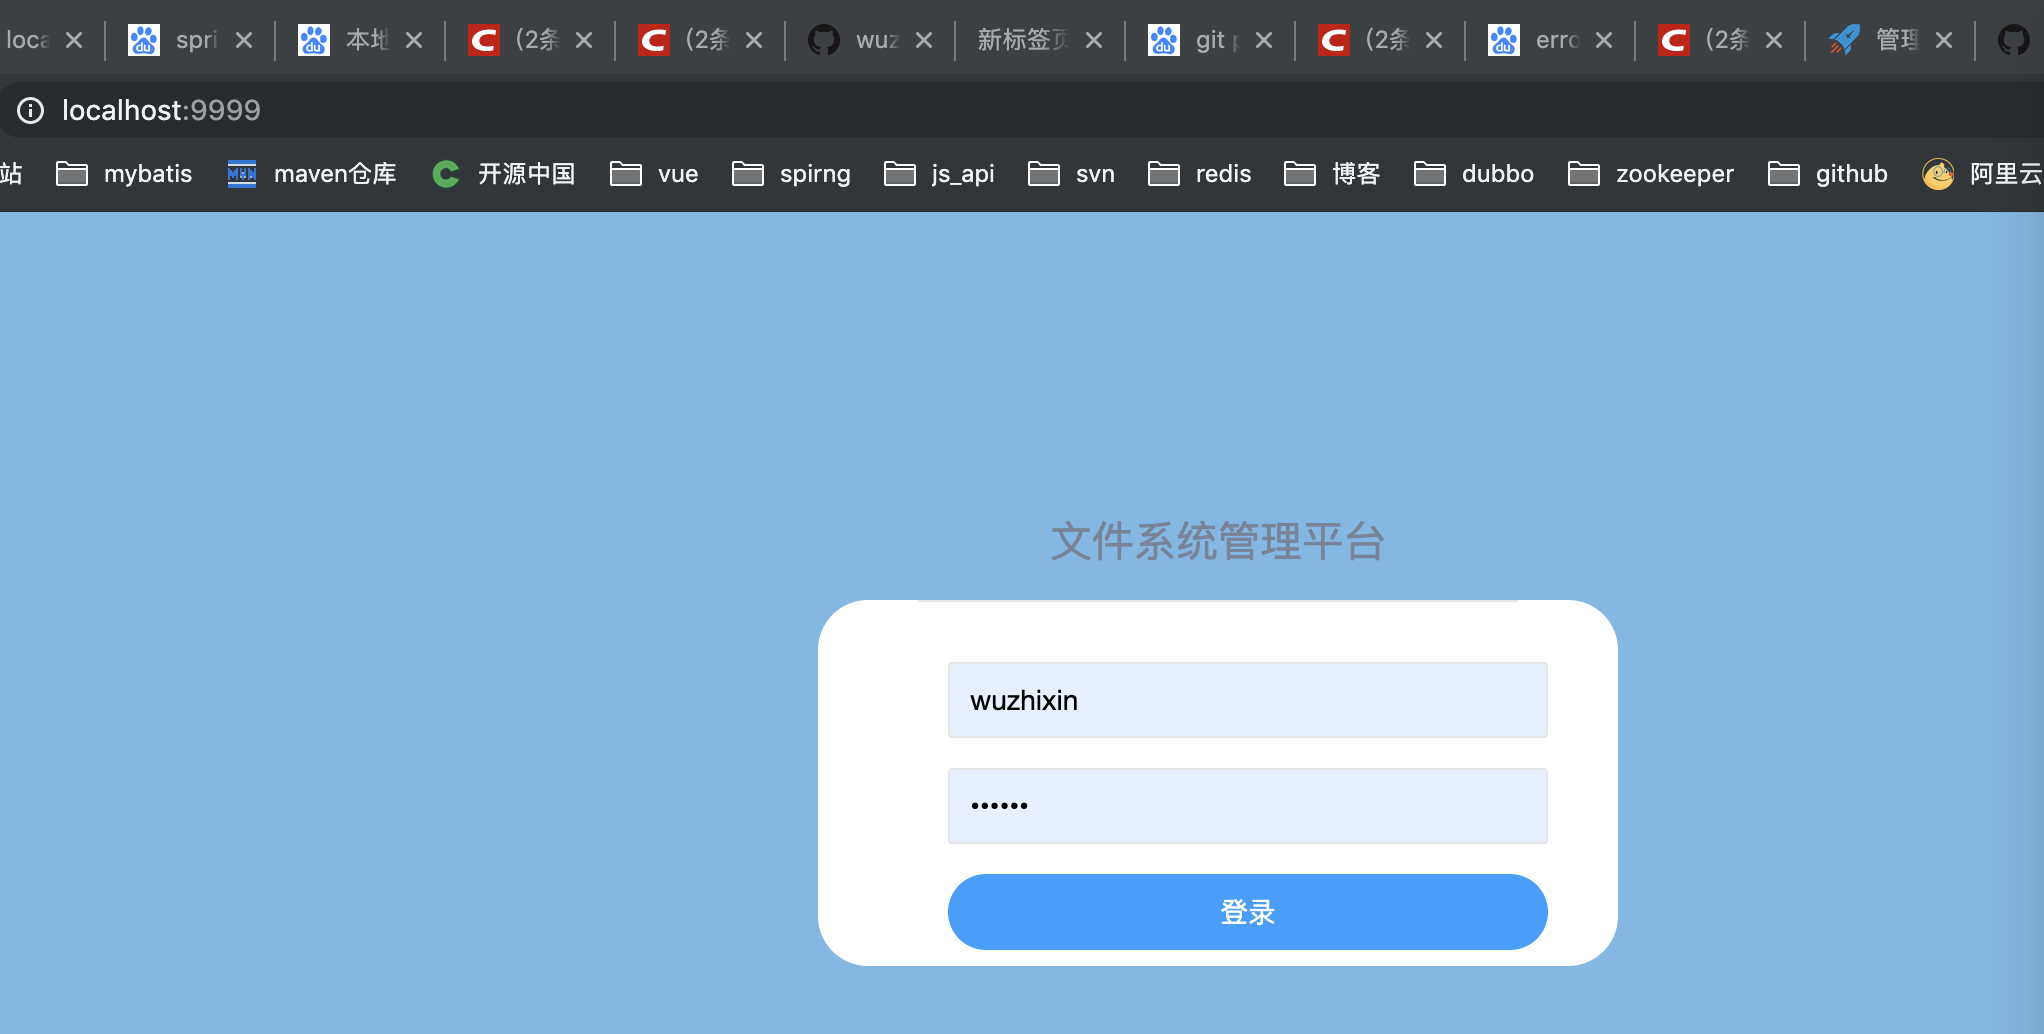 loca spri 本地 (2条 (2条 wuz 新标签页 git (2条 erro (2条 管理
localhost:9999
站 mybatis maven仓库 开源中国 vue spirng js_api svn redis 博客 dubbo zookeeper github 阿里云
文件系统管理平台
wuzhixin
••••••
登录